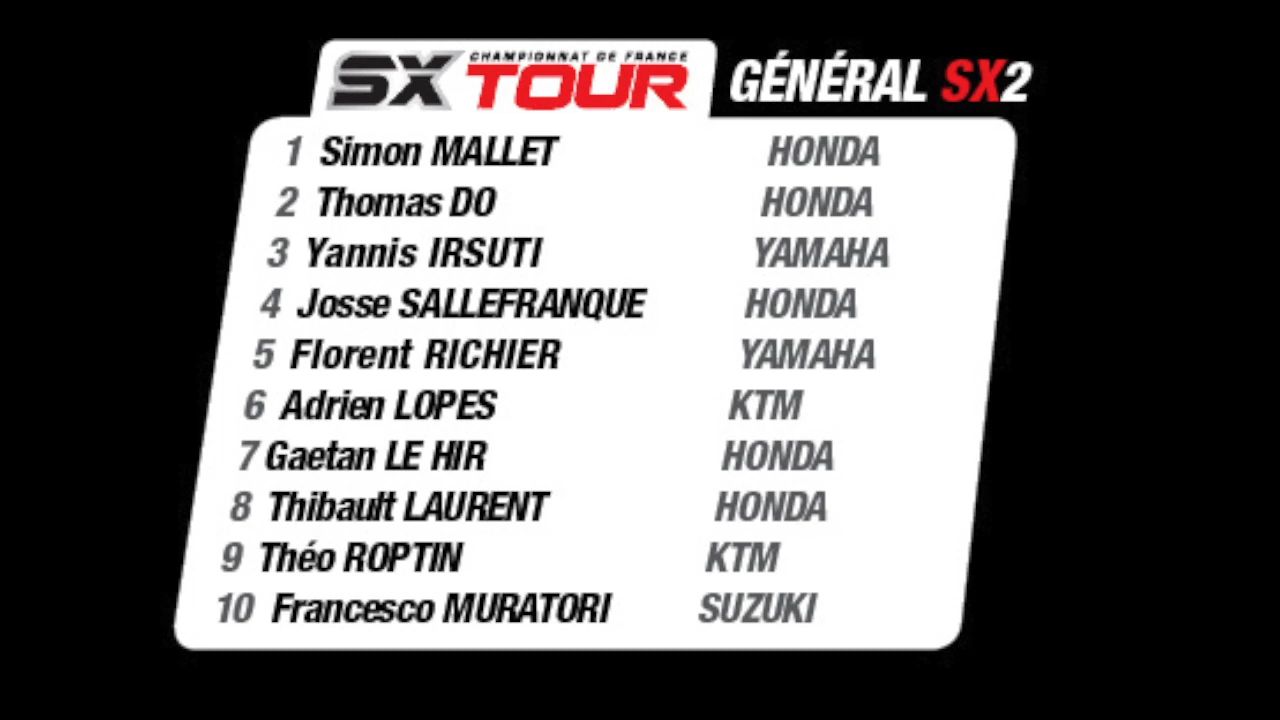 SX CHAMPIONNAT DE FRANCE TOUR GÉNÉRAL SX2
1 Simon MALLET HONDA
2 Thomas DO HONDA
3 Yannis IRSUTI YAMAHA
4 Josse SALLEFRANQUE HONDA
5 Florent RICHIER YAMAHA
6 Adrien LOPES KTM
7 Gaetan LE HIR HONDA
8 Thibault LAURENT HONDA
9 Théo ROPTIN KTM
10 Francesco MURATORI SUZUKI